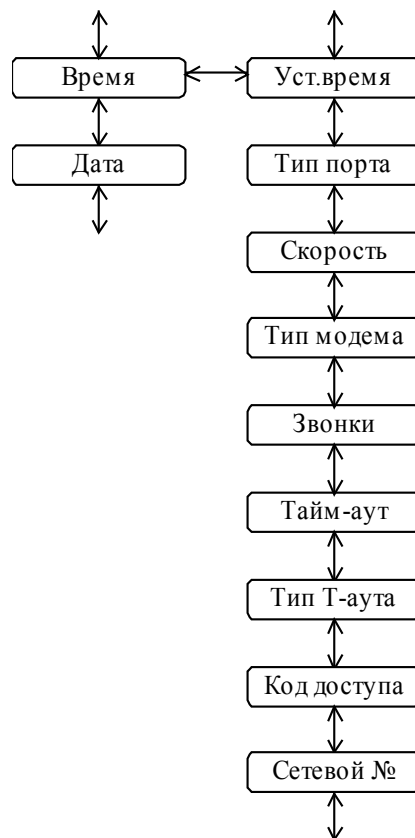 Время
Уст.время
Дата
Тип порта
Скорость
Тип модема
Звонки
Тайм-аут
Тип Т-аута
Код доступа
Сетевой №